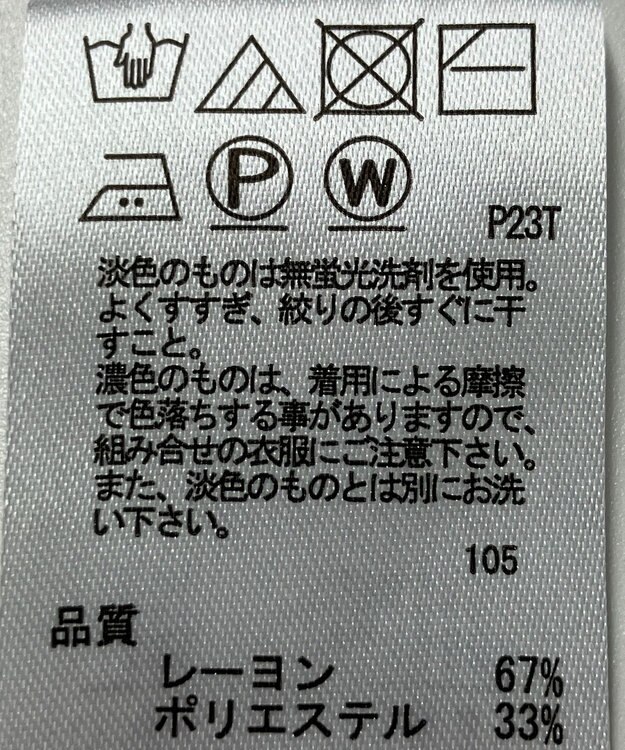 P W
P23T
淡色のものは無蛍光洗剤を使用。
よくすすぎ、絞りの後すぐに干
すこと。
濃色のものは、着用による摩擦
で色落ちする事がありますので、
組み合せの衣服にご注意下さい。
また、淡色のものとは別にお洗
い下さい。
105
品質
レーヨン 67%
ポリエステル 33%